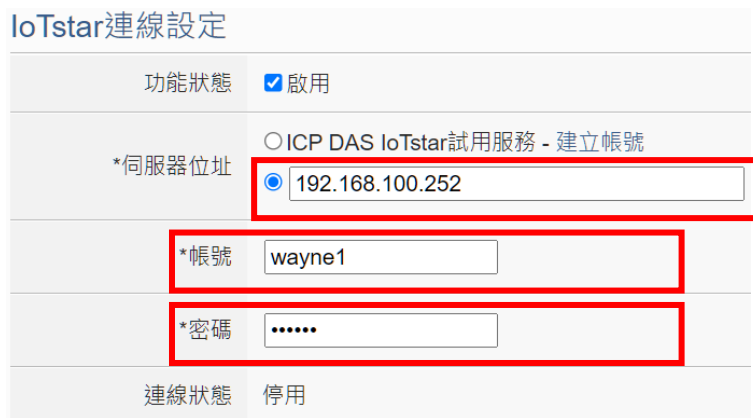 IoTstar連線設定
功能狀態 啟用
ICP DAS IoTstar試用服務 - 建立帳號
*伺服器位址
192.168.100.252
*帳號 wayne1
*密碼 ••••••
連線狀態 停用